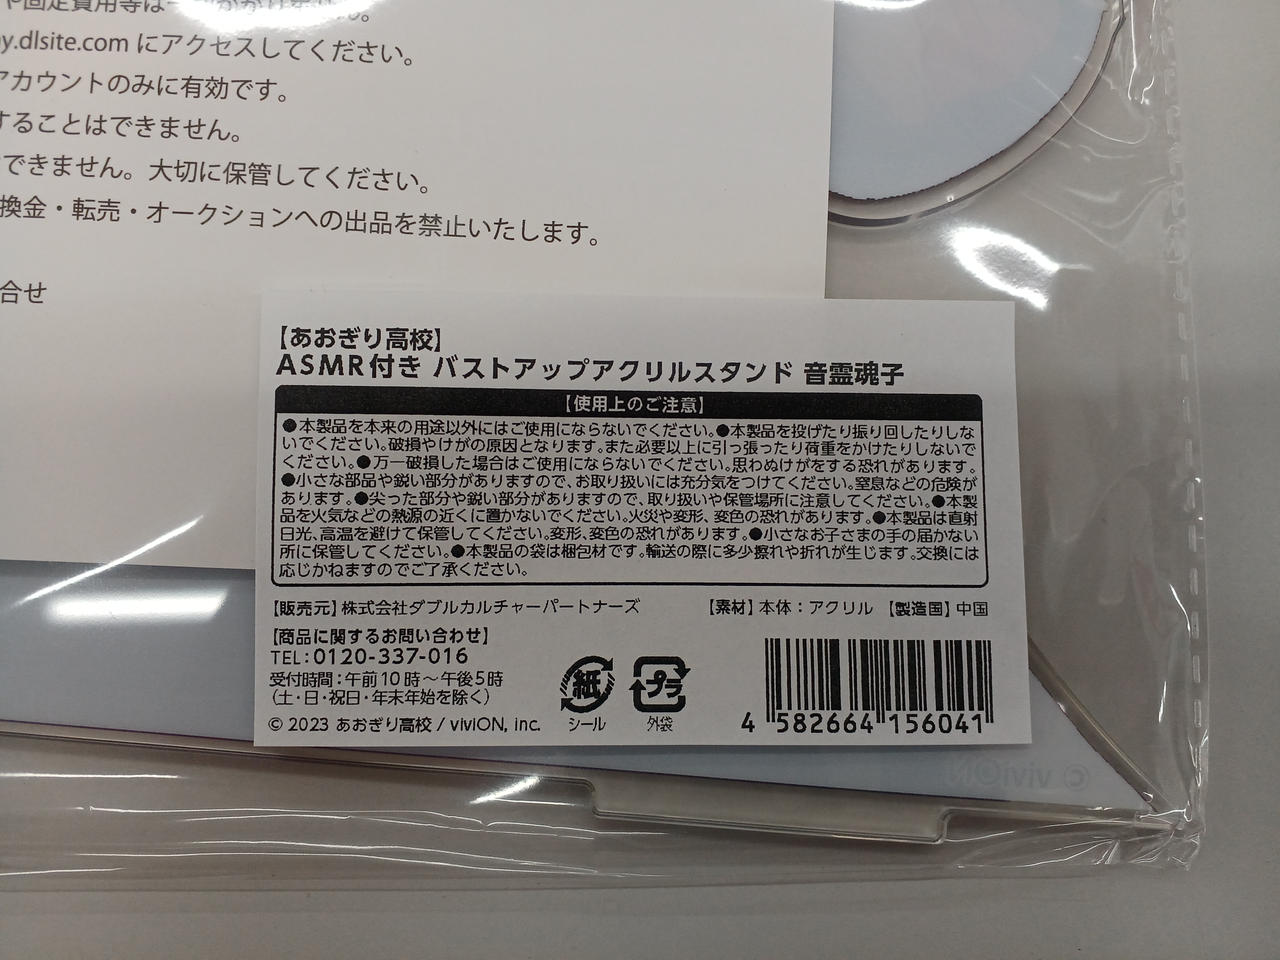 や固定費用等は一切かかりません。
y.dlsite.com にアクセスしてください。
アカウントのみに有効です。
することはできません。
できません。大切に保管してください。
換金・転売・オークションへの出品を禁止いたします。
合せ
【あおぎり高校】
ASMR付き バストアップアクリルスタンド 音霊魂子
【使用上のご注意】
●本製品を本来の用途以外にはご使用にならないでください。●本製品を投げたり振り回したりしな
いでください。破損やけがの原因となります。また必要以上に引っ張ったり荷重をかけたりしないで
ください。●万一破損した場合はご使用にならないでください。思わぬけがをする恐れがあります。
●小さな部品や鋭い部分がありますので、お取り扱いには充分気をつけてください。窒息などの危険が
あります。●尖った部分や鋭い部分がありますので、取り扱いや保管場所に注意してください。●本製
品を火気などの熱源の近くに置かないでください。火災や変形、変色の恐れがあります。●本製品は直射
日光、高温を避けて保管してください。変形、変色の恐れがあります。●小さなお子さまの手の届かない
所に保管してください。●本製品の袋は梱包材です。輸送の際に多少擦れや折れが生じます。交換には
応じかねますのでご了承ください。
【販売元】株式会社ダブルカルチャーパートナーズ 【素材】本体：アクリル 【製造国】中国
【商品に関するお問い合わせ】
TEL:0120-337-016
受付時間：午前10時～午後5時
（土・日・祝日・年末年始を除く）
© 2023 あおぎり高校 / viviON, inc.
紙
シール
プラ
外袋
4 582664 156041
© viviON